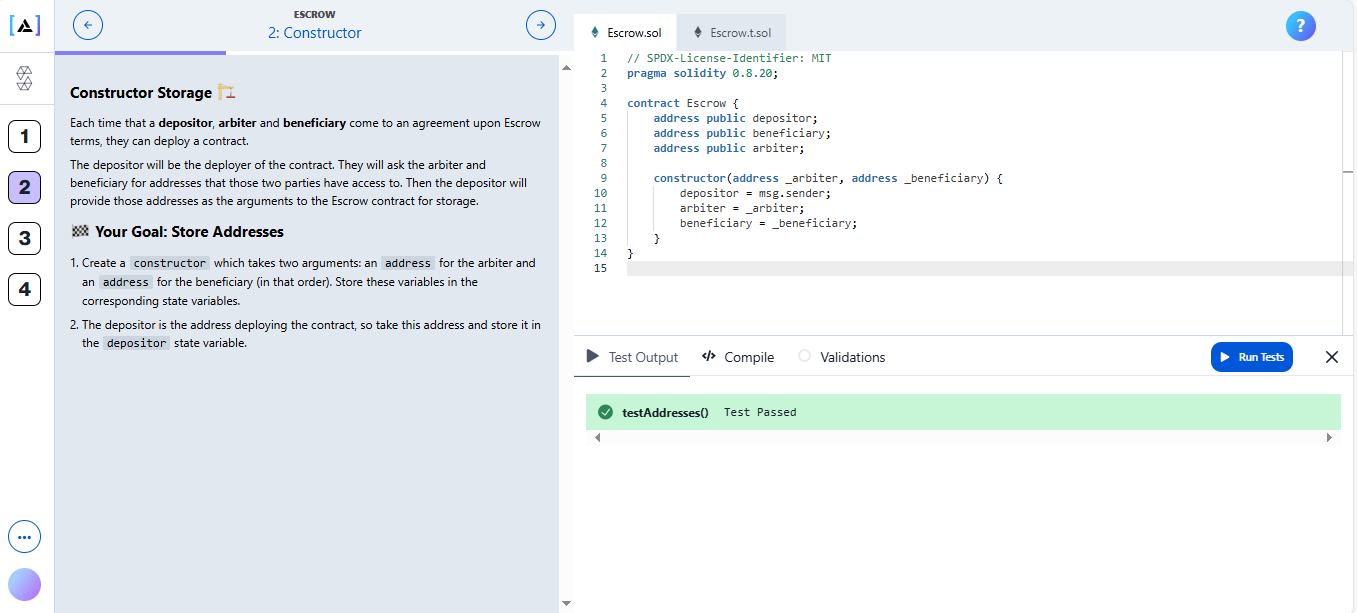 [A]
ESCROW
2: Constructor
1
2
3
4
Constructor Storage
Each time that a depositor, arbiter and beneficiary come to an agreement upon Escrow
terms, they can deploy a contract.
The depositor will be the deployer of the contract. They will ask the arbiter and
beneficiary for addresses that those two parties have access to. Then the depositor will
provide those addresses as the arguments to the Escrow contract for storage.
Your Goal: Store Addresses
1. Create a constructor which takes two arguments: an address for the arbiter and
an address for the beneficiary (in that order). Store these variables in the
corresponding state variables.
2. The depositor is the address deploying the contract, so take this address and store it in
the depositor state variable.
Escrow.sol
Escrow.t.sol
?
1 // SPDX-License-Identifier: MIT
2 pragma solidity 0.8.20;
3
4 contract Escrow {
5 address public depositor;
6 address public beneficiary;
7 address public arbiter;
8
9 constructor(address _arbiter, address _beneficiary) {
10 depositor = msg.sender;
11 arbiter = _arbiter;
12 beneficiary = _beneficiary;
13 }
14 }
15
Test Output
Compile
Validations
Run Tests
testAddresses() Test Passed